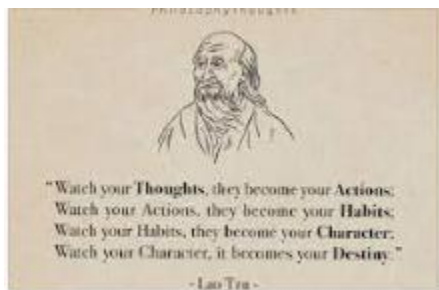 Philosophythoughts
"Watch your Thoughts, they become your Actions;
Watch your Actions, they become your Habits;
Watch your Habits, they become your Character;
Watch your Character, it becomes your Destiny."
- Lao Tzu -